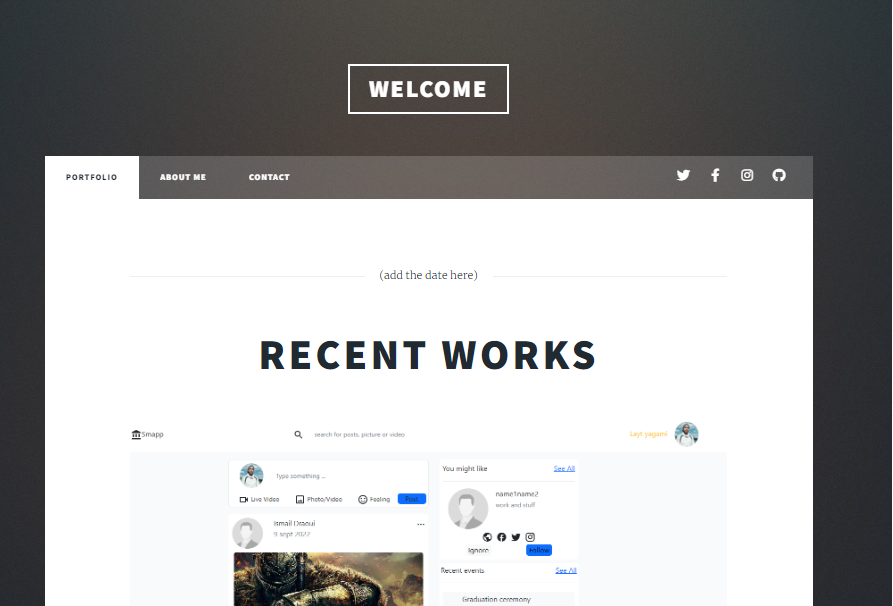 WELCOME
PORTFOLIO ABOUT ME CONTACT
(add the date here)
RECENT WORKS
Smapp search for posts, picture or video Layt yagami
Type something ...
Live Video Photo/Video Feeling Post
Ismail Draoui
9 sept 2022
You might like See All
name1name2
work and stuff
Ignore Follow
Recent events See All
Graduation ceremony